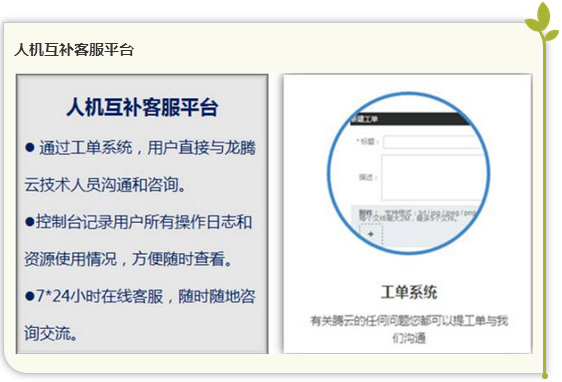 人机互补客服平台
人机互补客服平台
● 通过工单系统，用户直接与龙腾
云技术人员沟通和咨询。
●控制台记录用户所有操作日志和
资源使用情况，方便随时查看。
●7*24小时在线客服，随时随地咨
询交流。
新建工单
*标题：
描述：
附件：
+
工单系统
有关腾云的任何问题您都可以提工单与我
们沟通